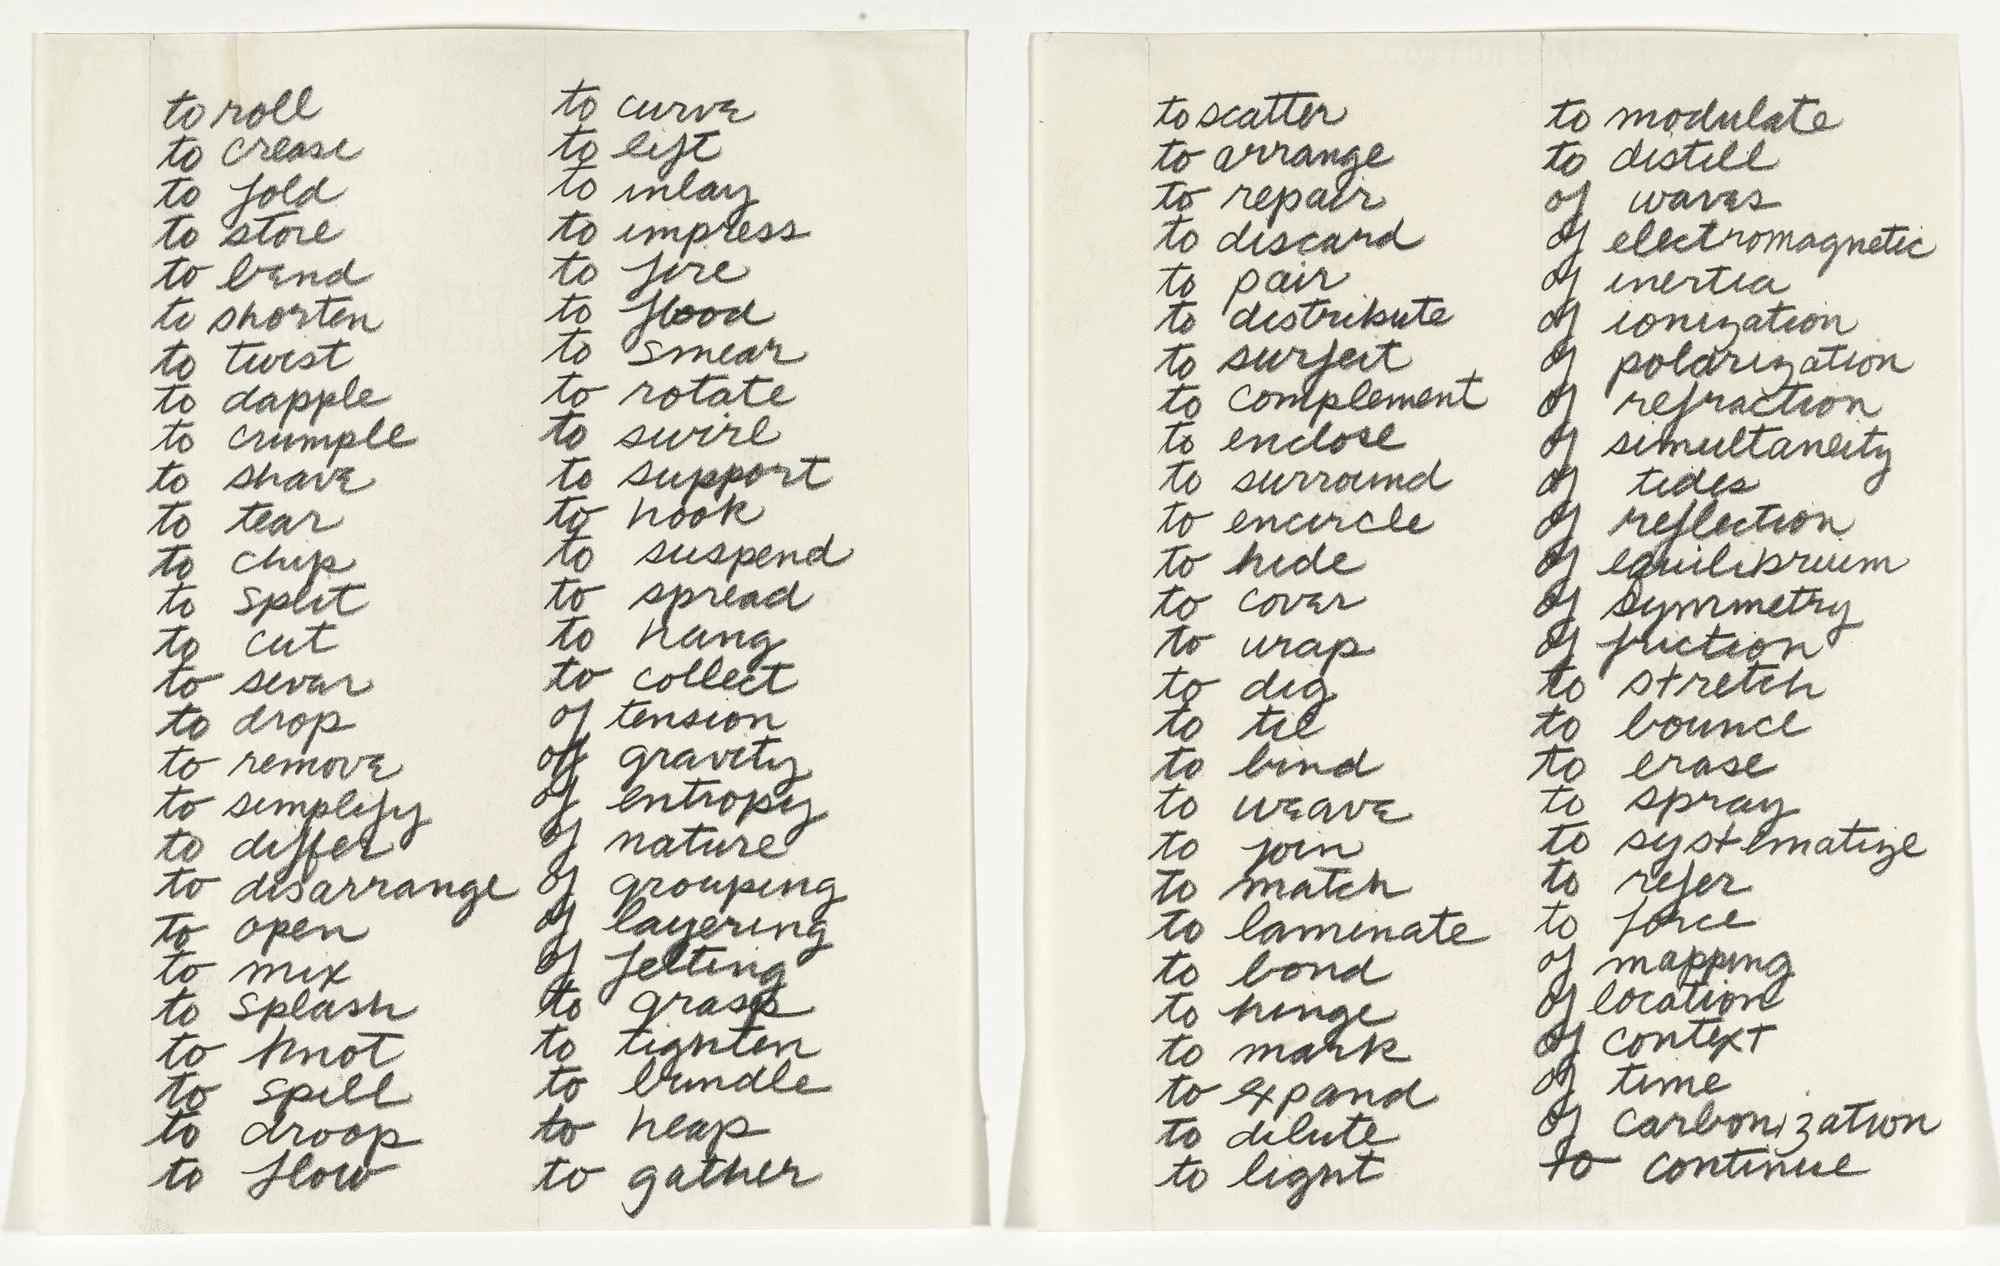 to roll
to crease
to fold
to store
to bend
to shorten
to twist
to dapple
to crumple
to shave
to tear
to chip
to split
to cut
to sever
to drop
to remove
to simplify
to differ
to disarrange
to open
to mix
to splash
to knot
to spill
to droop
to flow
to curve
to lift
to inlay
to impress
to fire
to flood
to smear
to rotate
to swirl
to support
to hook
to suspend
to spread
to hang
to collect
of tension
of gravity
of entropy
of nature
of grouping
of layering
of felting
to grasp
to tighten
to bundle
to heap
to gather
to scatter
to arrange
to repair
to discard
to pair
to distribute
to surfeit
to complement
to enclose
to surround
to encircle
to hide
to cover
to wrap
to dig
to tie
to bind
to weave
to join
to match
to laminate
to bond
to hinge
to mark
to expand
to dilute
to light
to modulate
to distill
of waves
of electromagnetic
of inertia
of ionization
of polarization
of refraction
of simultaneity
of tides
of reflection
of equilibrium
of symmetry
of friction
to stretch
to bounce
to erase
to spray
to systematize
to refer
to force
of mapping
of location
of context
of time
of carbonization
to continue